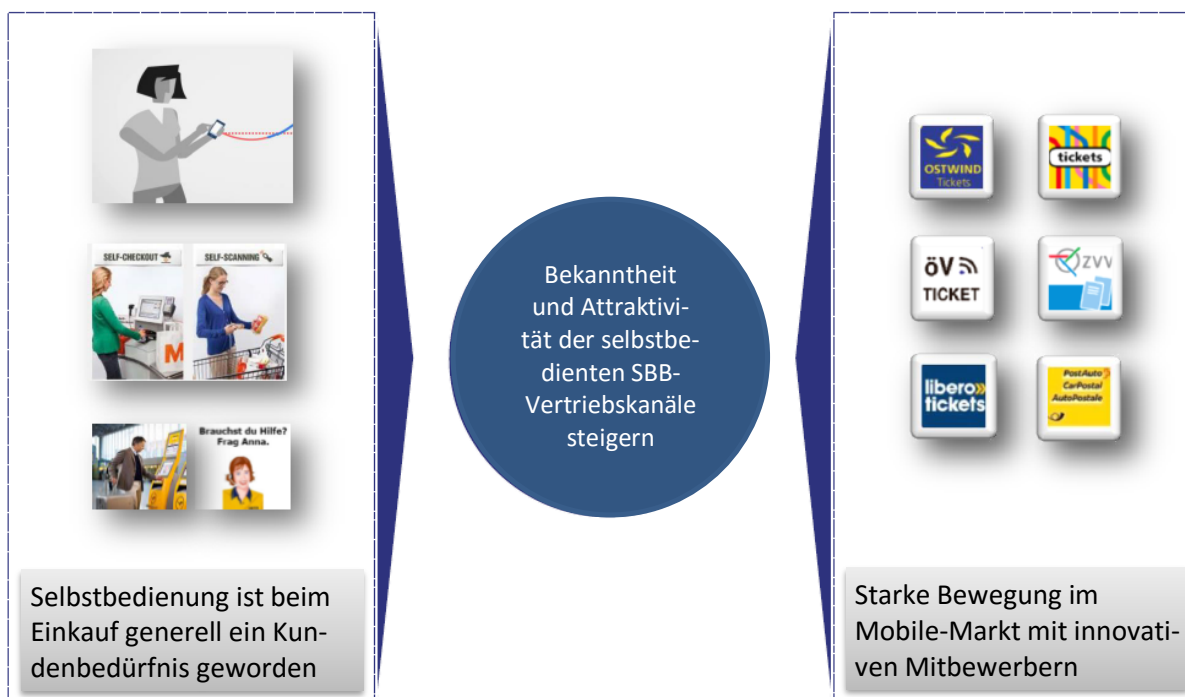 SELF-CHECKOUT
SELF-SCANNING
M
Brauchst du Hilfe?
Frag Anna.
Selbstbedienung ist beim
Einkauf generell ein Kun-
denbedürfnis geworden
Bekanntheit
und Attraktivi-
tät der selbstbe-
dienten SBB-
Vertriebskanäle
steigern
OSTWIND
Tickets
tickets
öV
TICKET
ZVV
libero»
tickets
PostAuto
CarPostal
AutoPostale
Starke Bewegung im
Mobile-Markt mit innovati-
ven Mitbewerbern